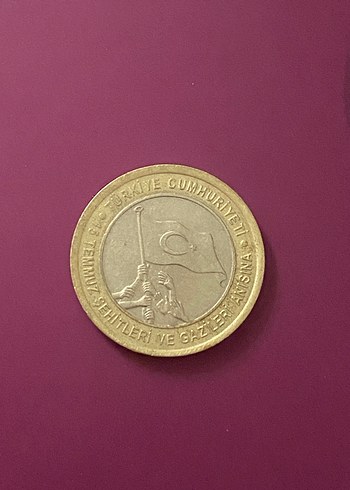 TÜRKİYE CUMHURİYETİ
15 TEMMUZ ŞEHİTLERİ VE GAZİLERİ ANISINA